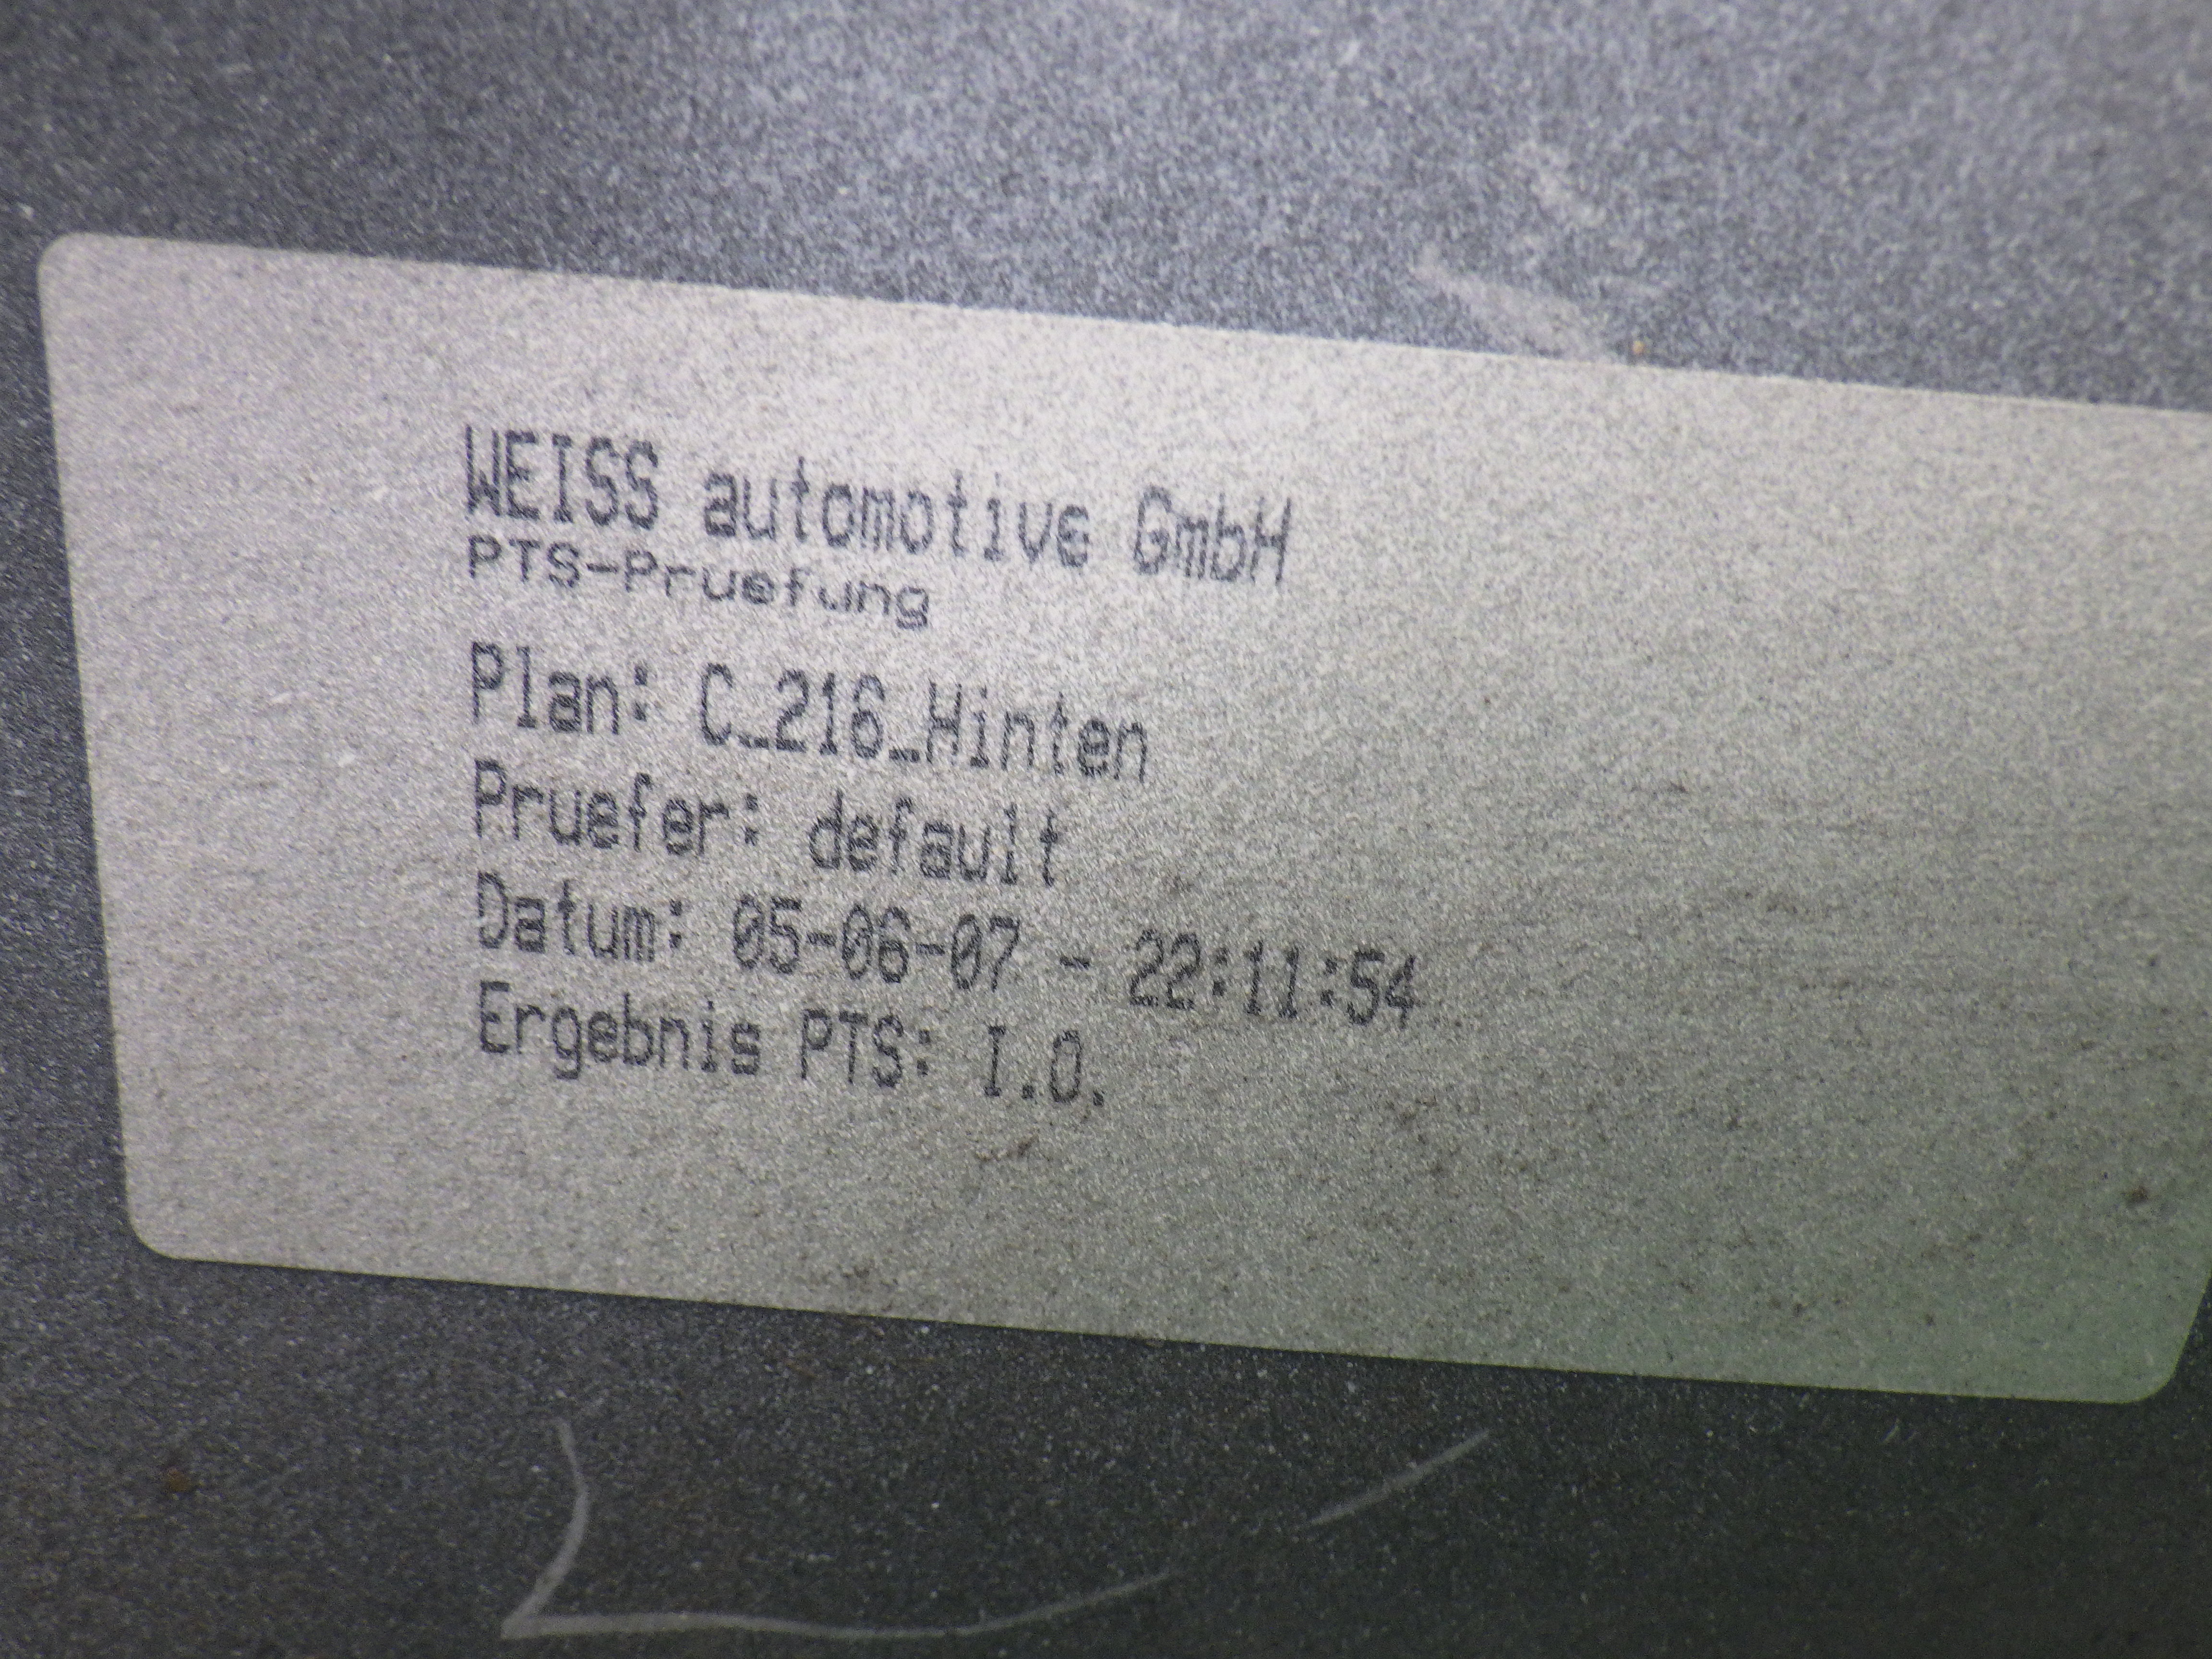 WEISS automotive GmbH
PTS-Pruefung
Plan: C_216_Hinten
Pruefer: default
Datum: 05-06-07 - 22:11:54
Ergebnis PTS: I.O.